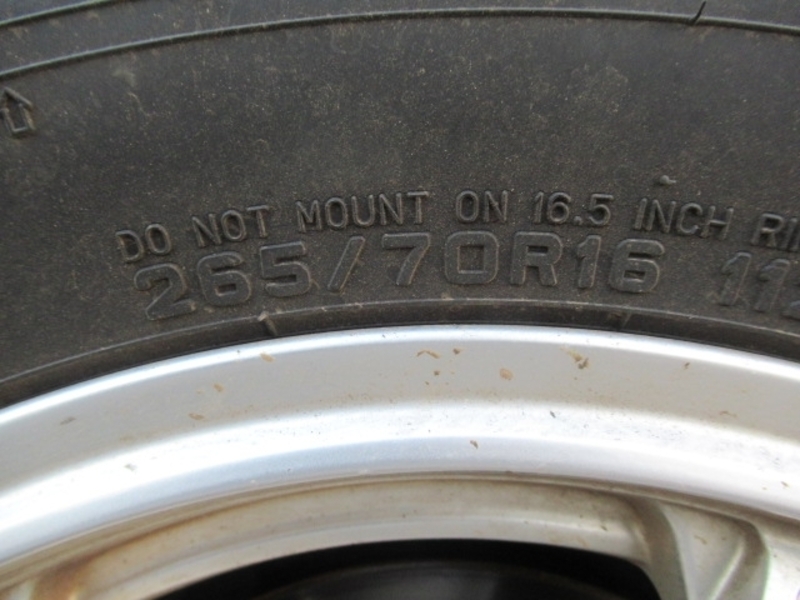 DO NOT MOUNT ON 16.5 INCH
265/70R16